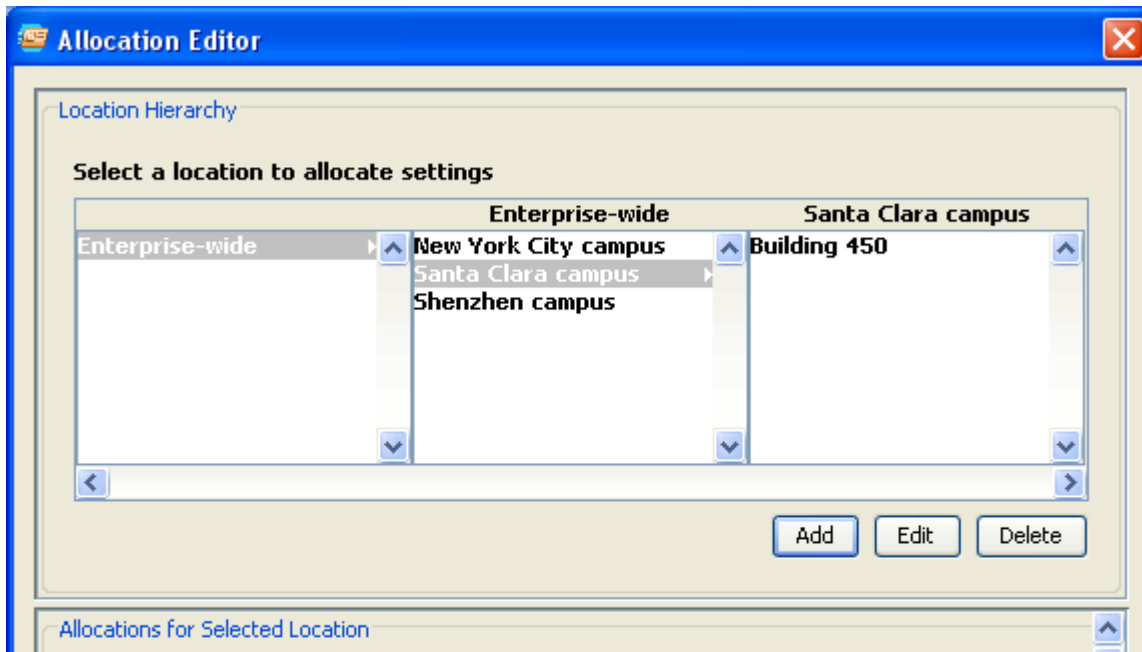 Allocation Editor
Location Hierarchy
Select a location to allocate settings
Enterprise-wide Santa Clara campus
Enterprise-wide New York City campus Building 450
Santa Clara campus
Shenzhen campus
Add Edit Delete
Allocations for Selected Location